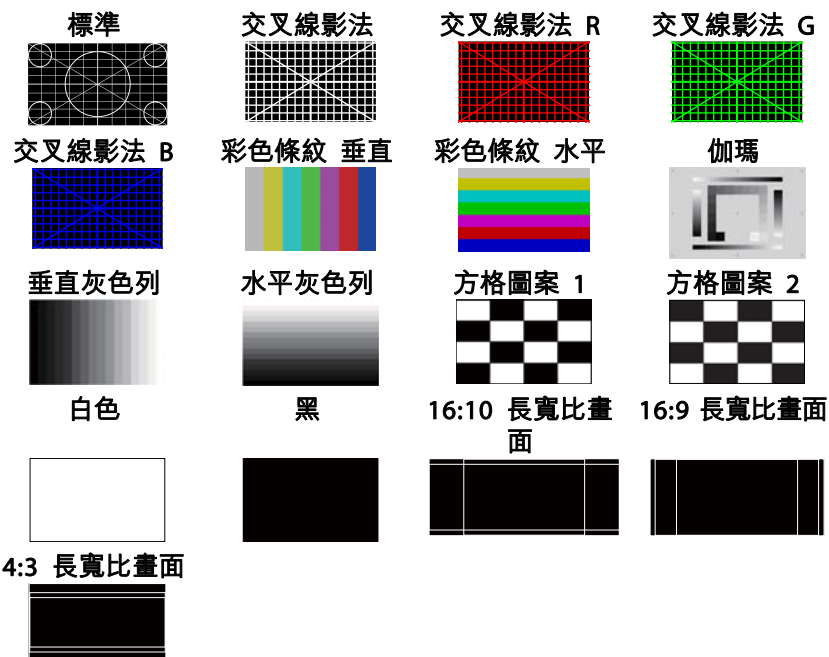 標準
交叉線影法
交叉線影法 R
交叉線影法 G
交叉線影法 B
彩色條紋 垂直
彩色條紋 水平
伽瑪
垂直灰色列
水平灰色列
方格圖案 1
方格圖案 2
白色
黑
16:10 長寬比畫
面
16:9 長寬比畫面
4:3 長寬比畫面